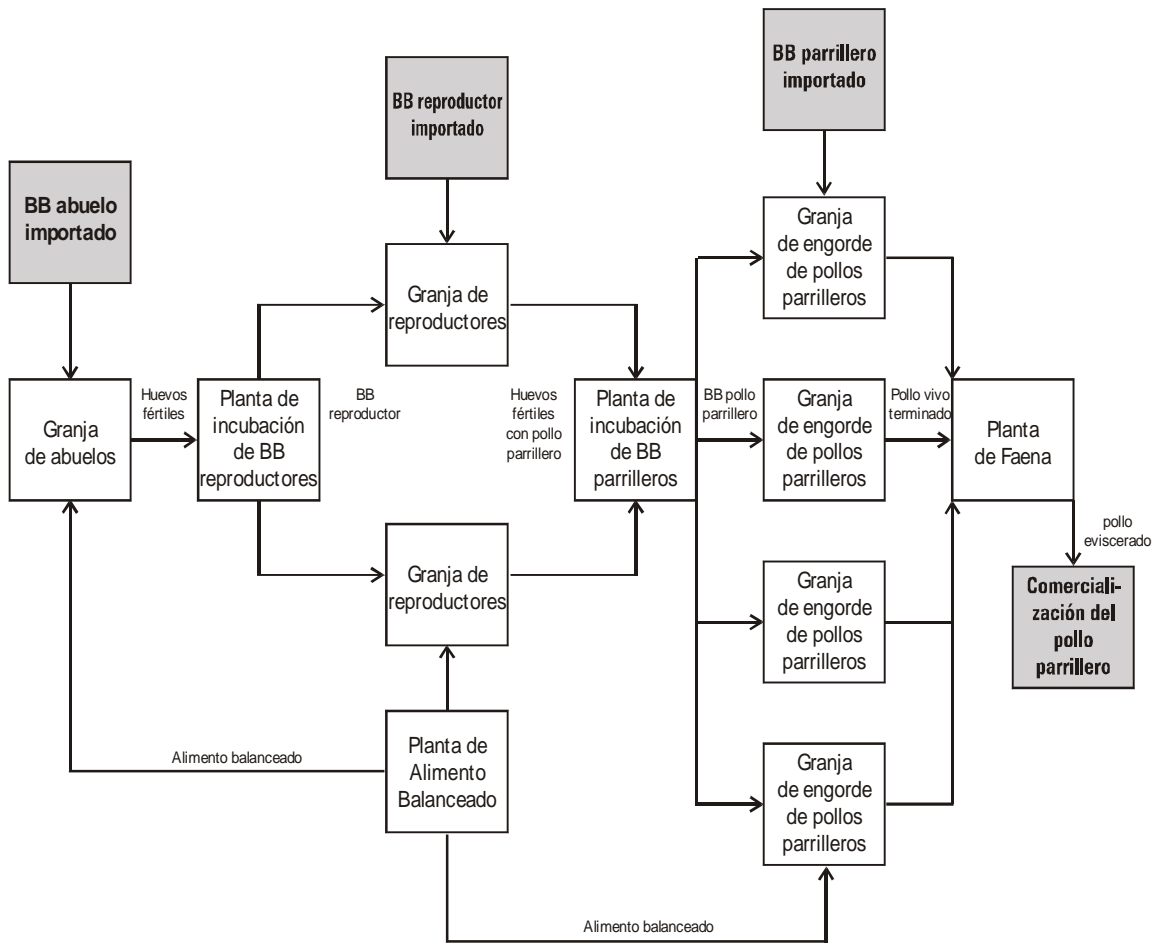 BB parrillero
importado
BB reproductor
importado
BB abuelo
importado
Granja
de engorde
de pollos
parrilleros
Granja de
reproductores
Granja
de abuelos
Huevos
fértiles
Planta de
incubación
de BB
reproductores
BB
reproductor
Huevos
fértiles
con pollo
parrillero
Planta de
incubación
de BB
parrilleros
BB pollo
parrillero
Granja
de engorde
de pollos
parrilleros
Pollo vivo
terminado
Planta
de Faena
pollo
eviscerado
Granja de
reproductores
Granja
de engorde
de pollos
parrilleros
Comerciali-
zación del
pollo
parrillero
Alimento balanceado
Planta de
Alimento
Balanceado
Granja
de engorde
de pollos
parrilleros
Alimento balanceado